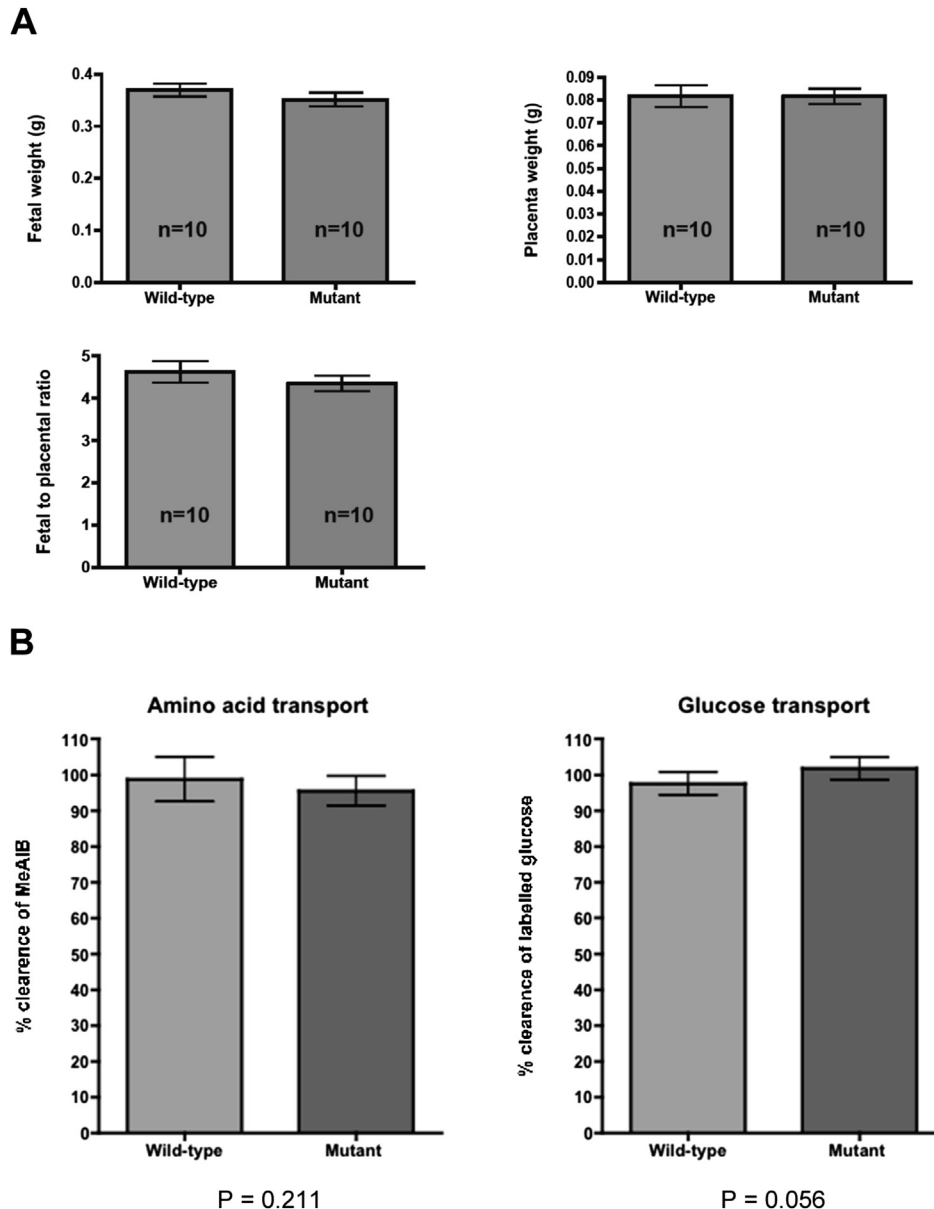 A
Fetal weight (g)
0.4
0.3
0.2
0.1
0.0
n=10
n=10
Wild-type
Mutant
Placenta weight (g)
0.09
0.08
0.07
0.06
0.05
0.04
0.03
0.02
0.01
0.00
n=10
n=10
Wild-type
Mutant
Fetal to placental ratio
5
4
3
2
1
0
n=10
n=10
Wild-type
Mutant
B
Amino acid transport
% clearence of MeAIB
110
100
90
80
70
60
50
40
30
20
10
0
Wild-type
Mutant
P = 0.211
Glucose transport
% clearence of labelled glucose
110
100
90
80
70
60
50
40
30
20
10
0
Wild-type
Mutant
P = 0.056